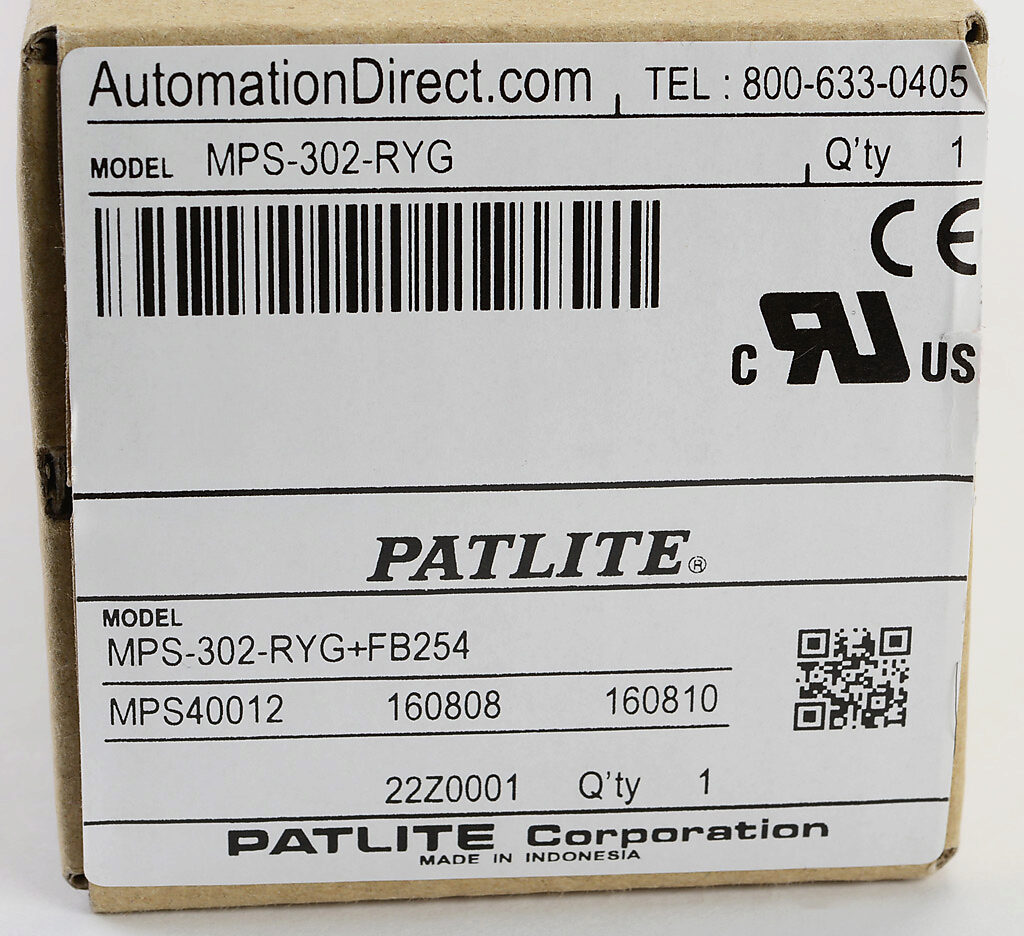 AutomationDirect.com TEL : 800-633-0405
MODEL MPS-302-RYG Q'ty 1
CE
C RU US
PATLITE®
MODEL
MPS-302-RYG+FB254
MPS40012 160808 160810
22Z0001 Q'ty 1
PATLITE Corporation
MADE IN INDONESIA